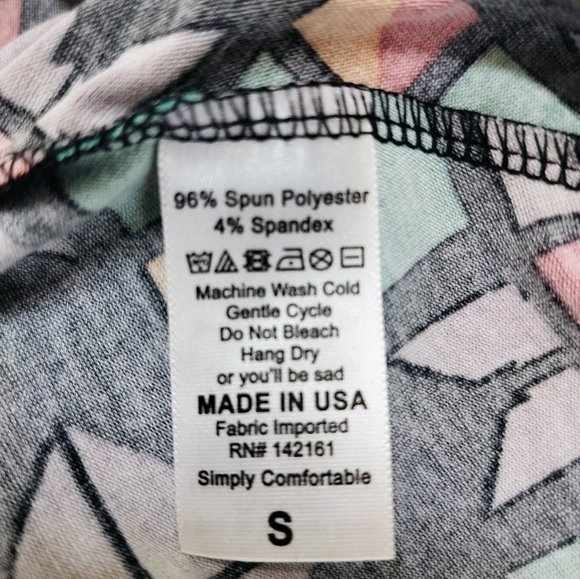 96% Spun Polyester
4% Spandex
Machine Wash Cold
Gentle Cycle
Do Not Bleach
Hang Dry
or you'll be sad
MADE IN USA
Fabric Imported
RN# 142161
Simply Comfortable
S